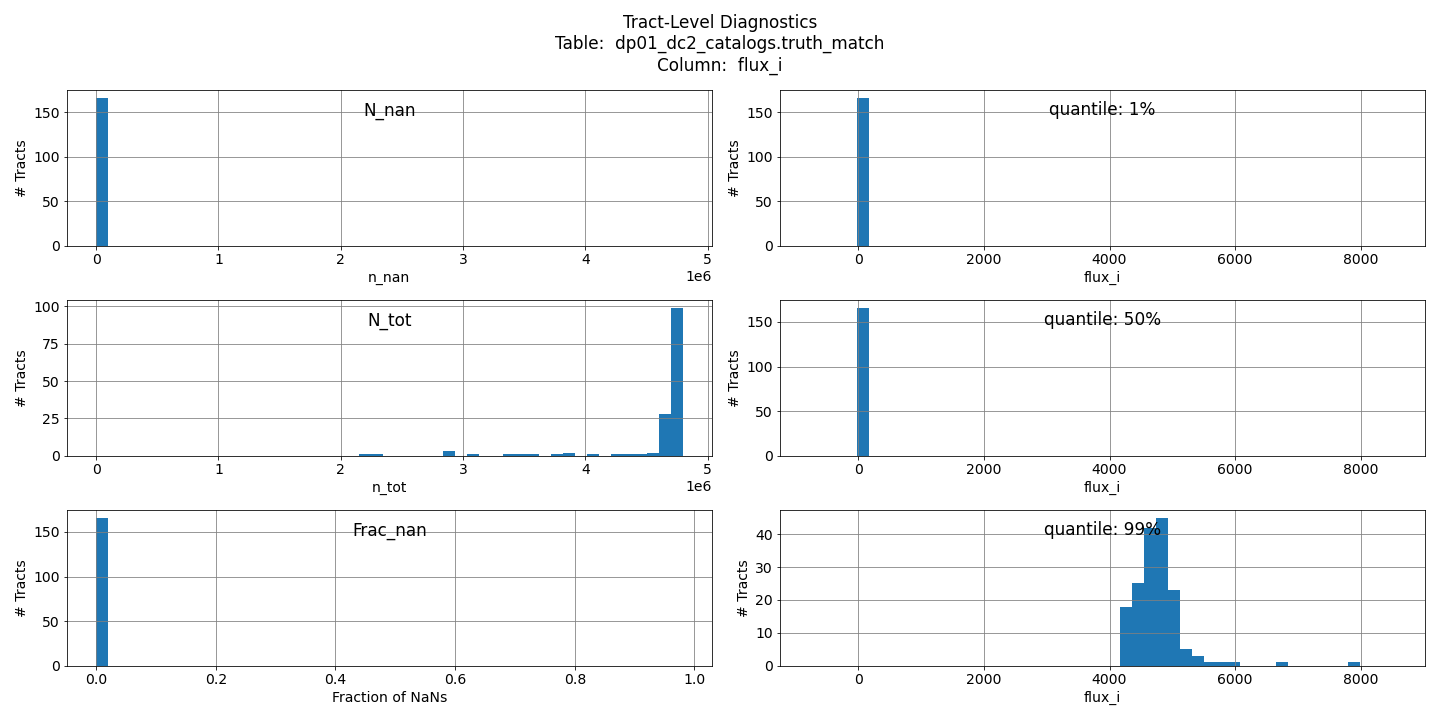 Tract-Level Diagnostics
Table:  dp01_dc2_catalogs.truth_match
Column:  flux_i
N_nan
# Tracts
150
100
50
0
0 1 2 3 4 5
1e6
n_nan
quantile: 1%
# Tracts
150
100
50
0
0 2000 4000 6000 8000
flux_i
N_tot
# Tracts
100
75
50
25
0
0 1 2 3 4 5
1e6
n_tot
quantile: 50%
# Tracts
150
100
50
0
0 2000 4000 6000 8000
flux_i
Frac_nan
# Tracts
150
100
50
0
0.0 0.2 0.4 0.6 0.8 1.0
Fraction of NaNs
quantile: 99%
# Tracts
40
30
20
10
0
0 2000 4000 6000 8000
flux_i